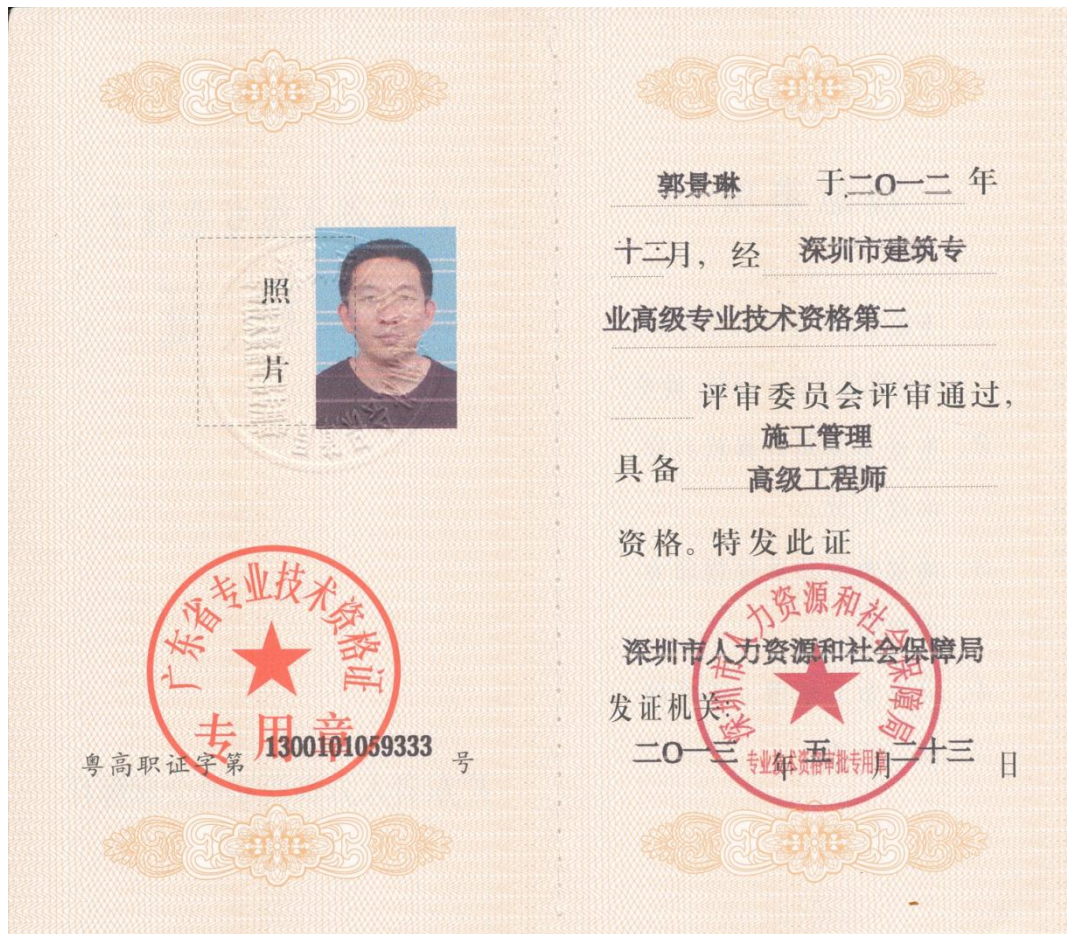 照
片
广东省专业技术资格证
专用章
粤高职证字第 1300101059333 号
郭景琳 于二〇一二 年
十二月，经 深圳市建筑专
业高级专业技术资格第二
评审委员会评审通过，
施工管理
具备 高级工程师
资格。特发此证
深圳市人力资源和社会保障局
深圳市人力资源和社会保障局
发证机关：
二〇一三 年 五 月二十三 日
专业技术资格审批专用章